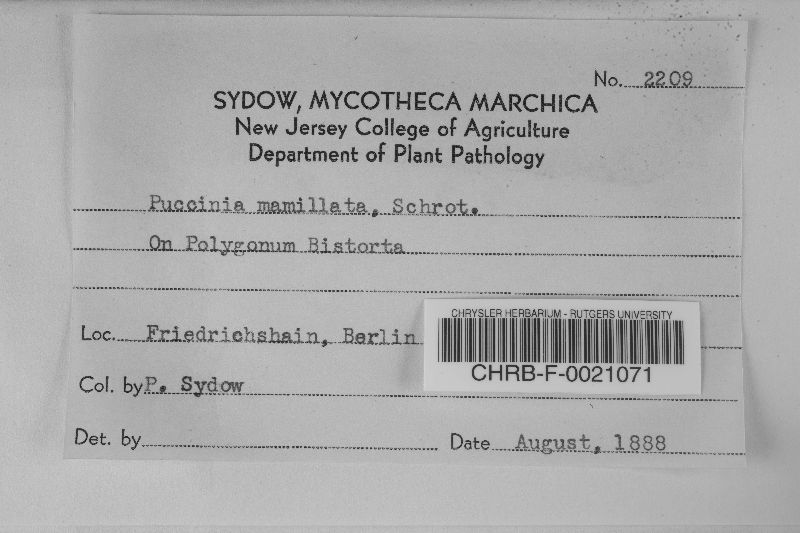 No. 2209
SYDOW, MYCOTHECA MARCHICA
New Jersey College of Agriculture
Department of Plant Pathology
Puccinia mamillata, Schrot.
On Polygonum Bistorta
Loc. Friedrichshain, Berlin
CHRYSLER HERBARIUM - RUTGERS UNIVERSITY
CHRB-F-0021071
Col. by P. Sydow
Det. by
Date August, 1888